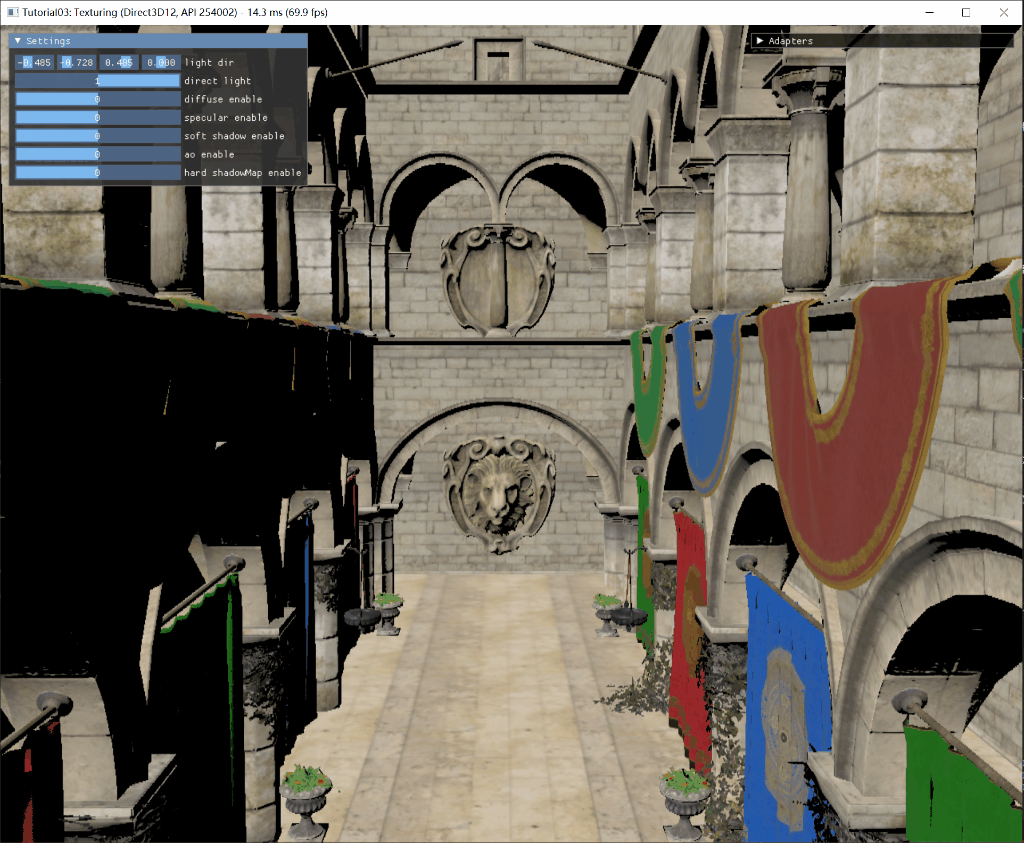 Tutorial03: Texturing (Direct3D12, API 254002) - 14.3 ms (69.9 fps)
Settings
-0.485 -0.728 0.485 0.000 light dir
1 direct light
0 diffuse enable
0 specular enable
0 soft shadow enable
0 ao enable
0 hard shadowMap enable
Adapters